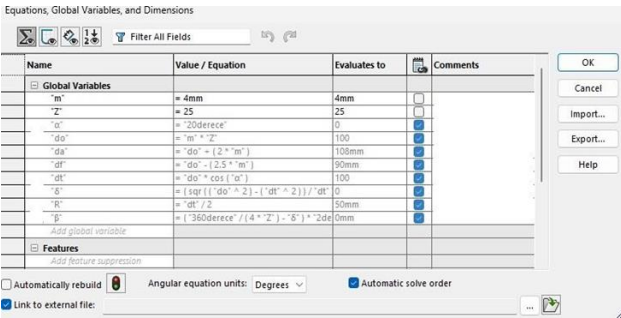 Equations, Global Variables, and Dimensions
Filter All Fields
Name Value / Equation Evaluates to Comments OK
Global Variables Cancel
"m" = 4mm 4mm
"Z" = 25 25 Import...
"α" = "20derece" 0
"do" = "m" * "Z" 100 Export...
"da" = "do" + ( 2 * "m" ) 108mm
"df" = "do" - ( 2.5 * "m" ) 90mm Help
"dt" = "do" * cos ( "α" ) 100
"δ" = ( sqr ( ( "do" ^ 2 ) - ( "dt" ^ 2 ) ) / "dt" 0
"R" = "dt" / 2 50mm
"β" = ( "360derece" / ( 4 * "Z" ) - "δ" ) * "2de 0mm
Add global variable
Features
Add feature suppression
Automatically rebuild Angular equation units: Degrees Automatic solve order
Link to external file: ...